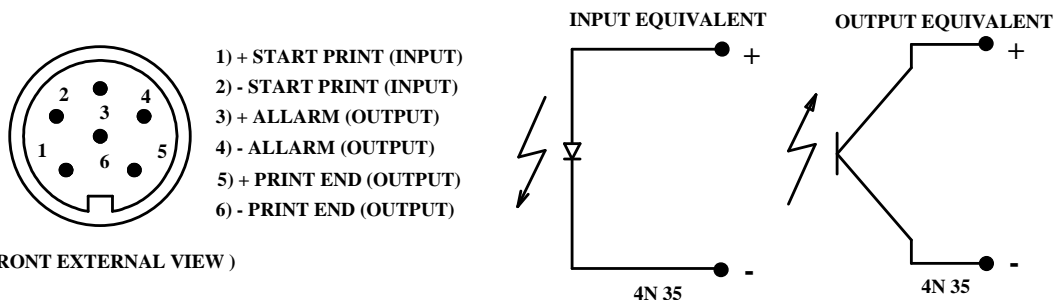 INPUT EQUIVALENT
OUTPUT EQUIVALENT
1) + START PRINT (INPUT)
2) - START PRINT (INPUT)
3) + ALLARM (OUTPUT)
4) - ALLARM (OUTPUT)
5) + PRINT END (OUTPUT)
6) - PRINT END (OUTPUT)
2
4
3
1
5
6
RONT EXTERNAL VIEW )
+
-
4N 35
+
-
4N 35